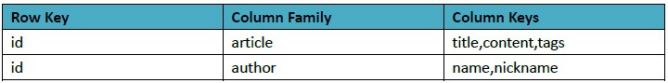 Row Key Column Family Column Keys
id article title,content,tags
id author name,nickname